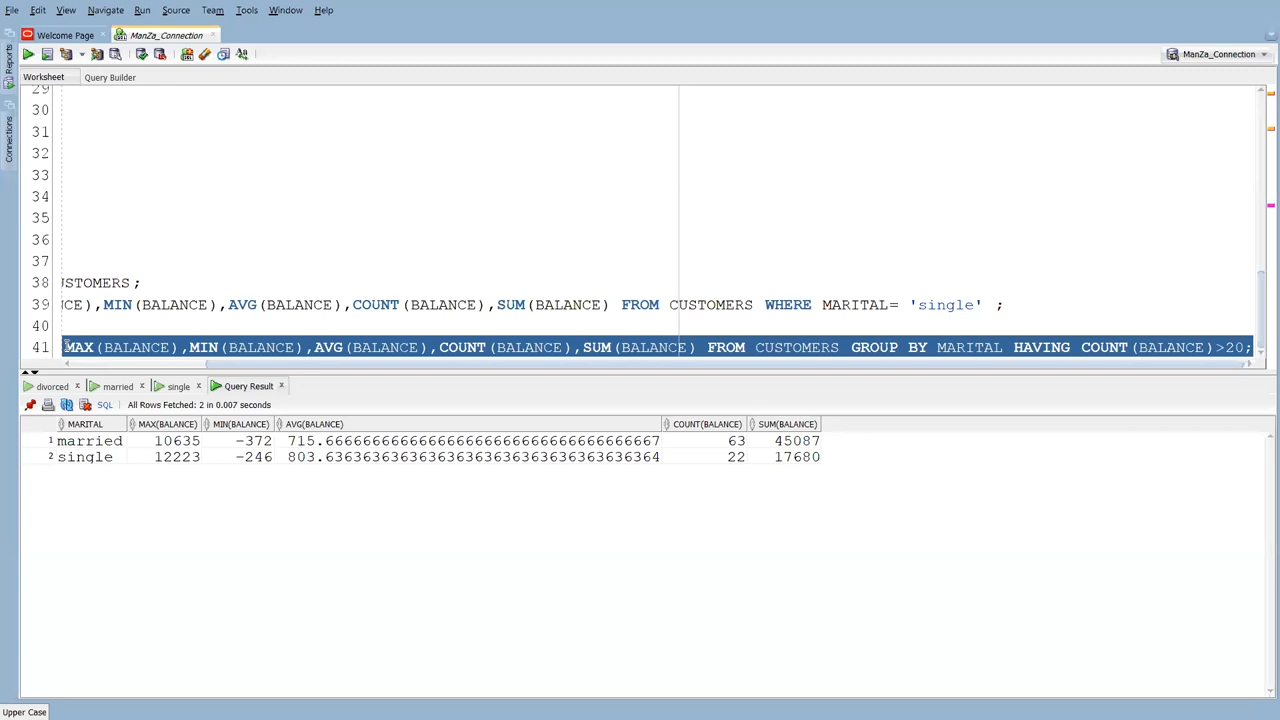 File Edit View Navigate Run Source Team Tools Window Help
Welcome Page × ManZa_Connection ×
ManZa_Connection
Worksheet Query Builder
Reports
Connections
29
30
31
32
33
34
35
36
37
38 USTOMERS;
39 CE),MIN(BALANCE),AVG(BALANCE),COUNT(BALANCE),SUM(BALANCE) FROM CUSTOMERS WHERE MARITAL= 'single' ;
40
41 MAX(BALANCE),MIN(BALANCE),AVG(BALANCE),COUNT(BALANCE),SUM(BALANCE) FROM CUSTOMERS GROUP BY MARITAL HAVING COUNT(BALANCE)>20;
divorced × married × single × Query Result ×
SQL All Rows Fetched: 2 in 0.007 seconds
MARITAL MAX(BALANCE) MIN(BALANCE) AVG(BALANCE) COUNT(BALANCE) SUM(BALANCE)
1 married 10635 -372 715.666666666666666666666666666666666667 63 45087
2 single 12223 -246 803.636363636363636363636363636363636364 22 17680
Upper Case